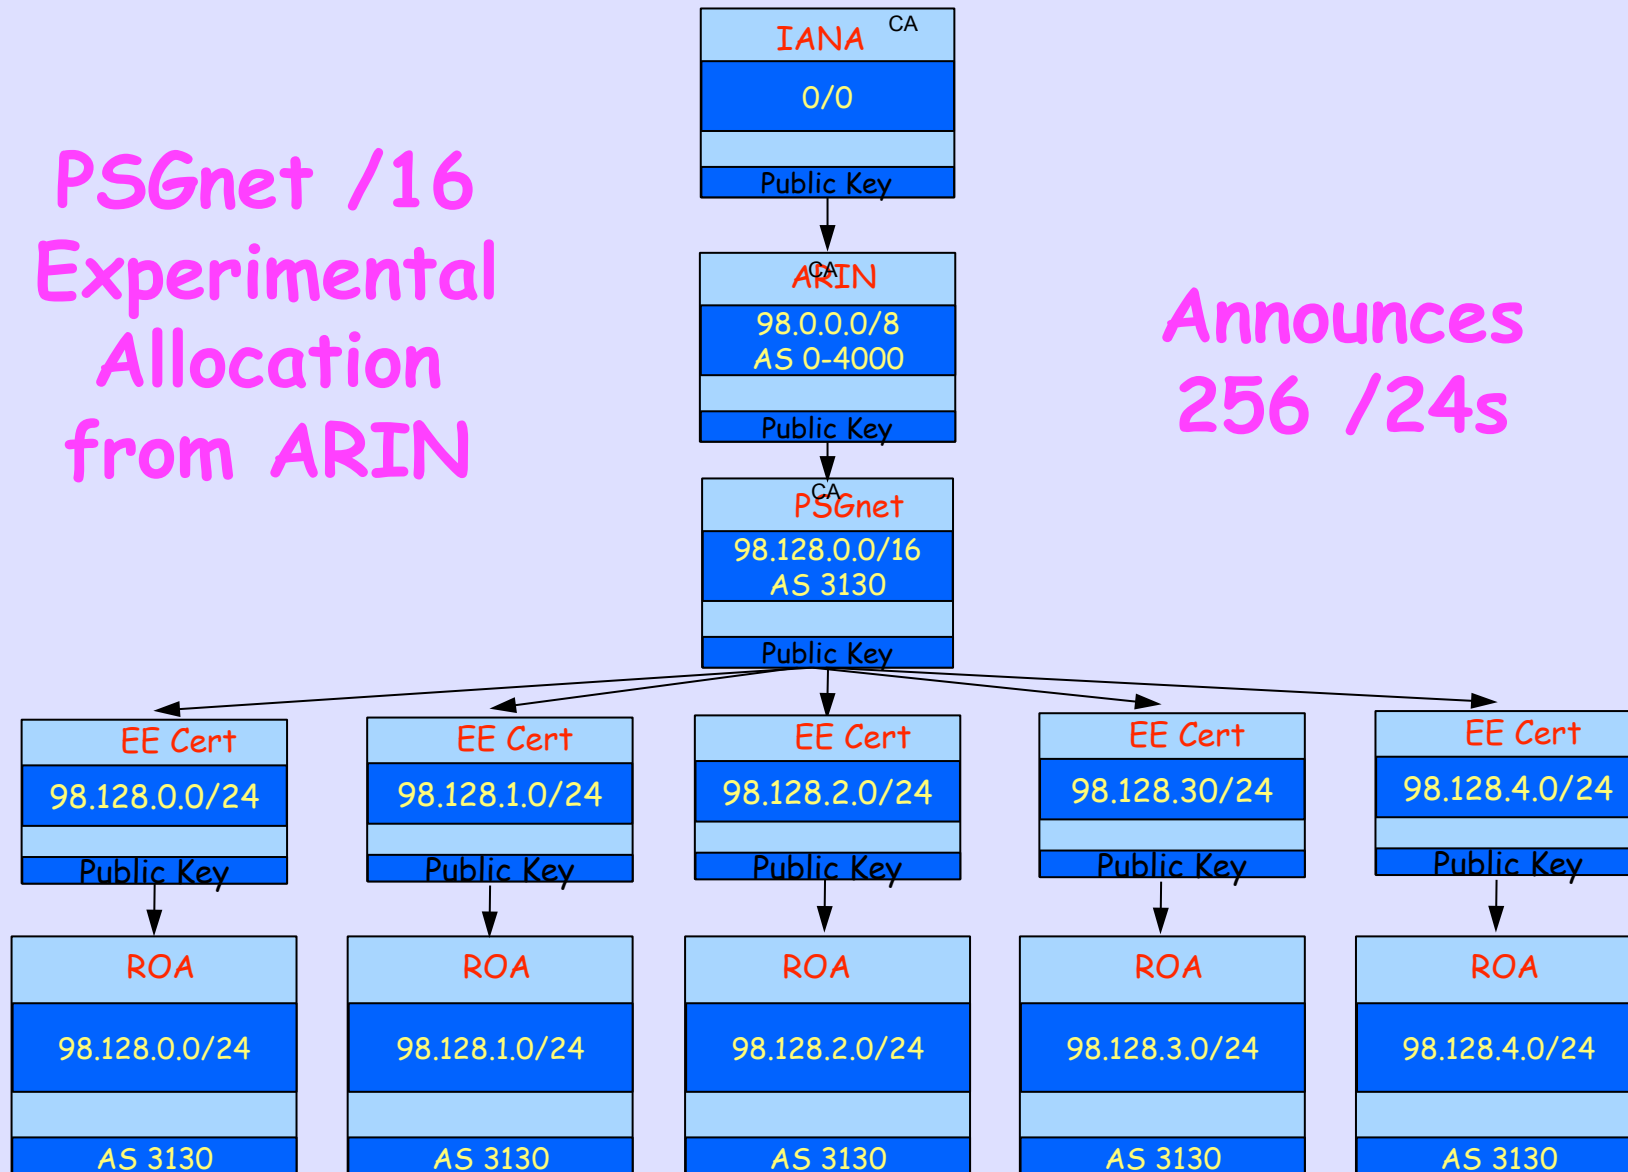 CA
IANA
0/0
Public Key
PSGnet /16
Experimental
Allocation
from ARIN
Announces
256 /24s
CA
ARIN
98.0.0.0/8
AS 0-4000
Public Key
CA
PSGnet
98.128.0.0/16
AS 3130
Public Key
EE Cert
98.128.0.0/24
Public Key
EE Cert
98.128.1.0/24
Public Key
EE Cert
98.128.2.0/24
Public Key
EE Cert
98.128.30/24
Public Key
EE Cert
98.128.4.0/24
Public Key
ROA
98.128.0.0/24
AS 3130
ROA
98.128.1.0/24
AS 3130
ROA
98.128.2.0/24
AS 3130
ROA
98.128.3.0/24
AS 3130
ROA
98.128.4.0/24
AS 3130